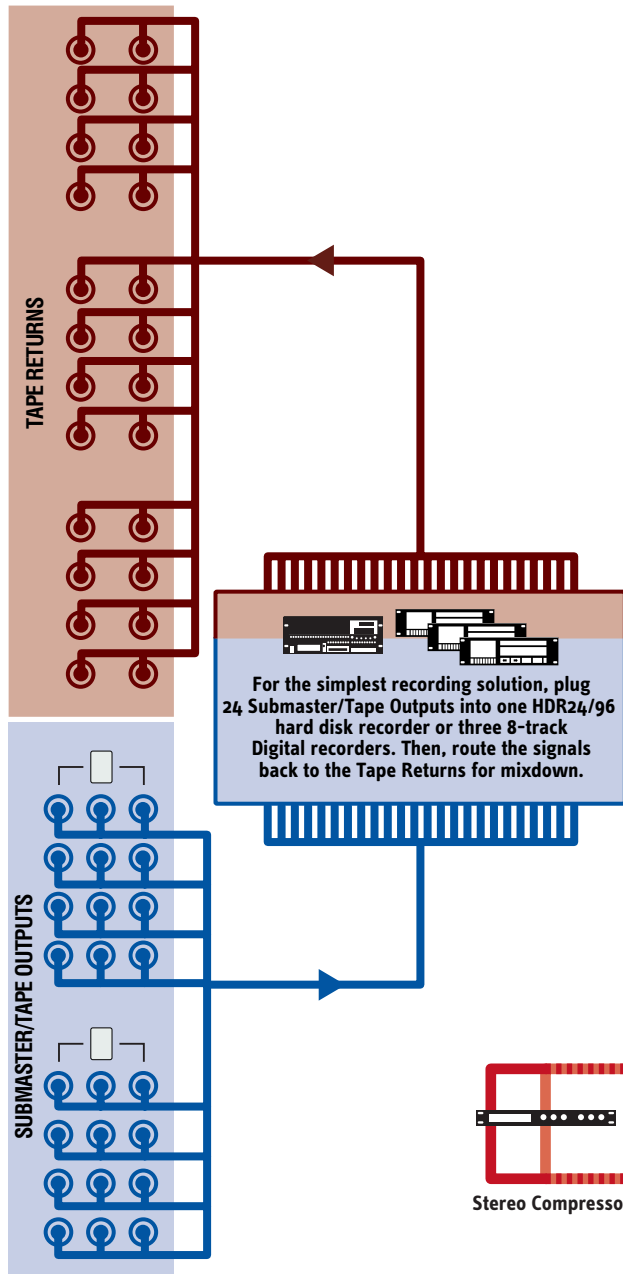 TAPE RETURNS
For the simplest recording solution, plug
24 Submaster/Tape Outputs into one HDR24/96
hard disk recorder or three 8-track
Digital recorders. Then, route the signals
back to the Tape Returns for mixdown.
SUBMASTER/TAPE OUTPUTS
Stereo Compresso